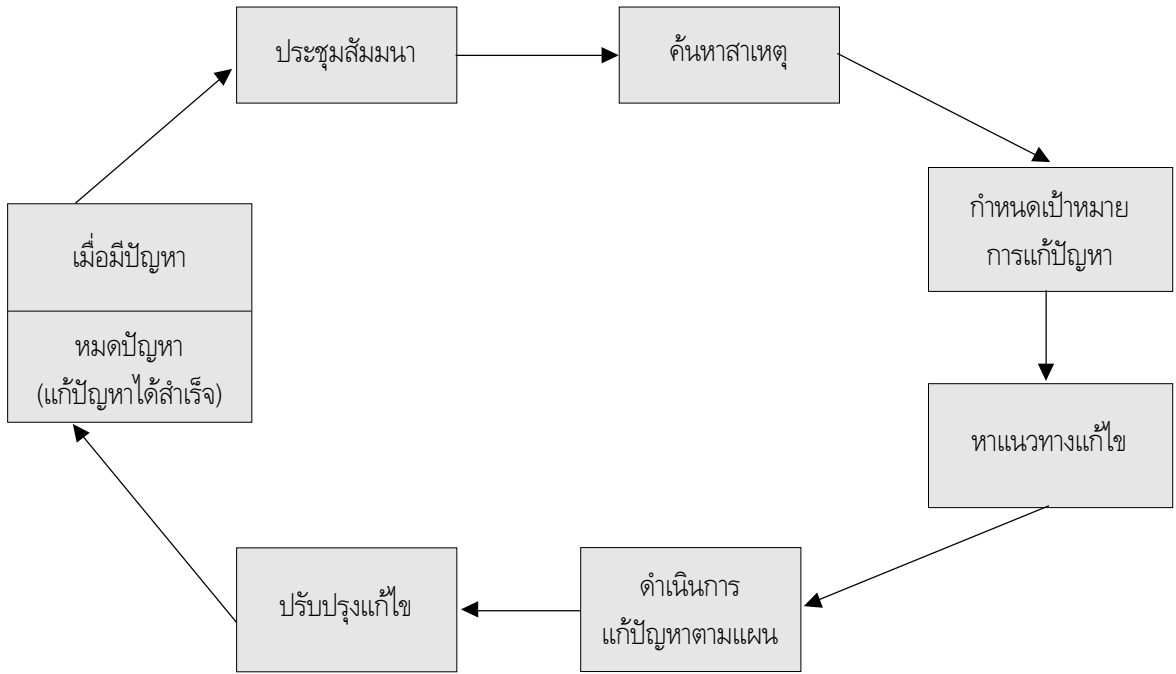 ประชุมสัมมนา
ค้นหาสาเหตุ
กำหนดเป้าหมาย
การแก้ปัญหา
หาแนวทางแก้ไข
ดำเนินการ
แก้ปัญหาตามแผน
ปรับปรุงแก้ไข
เมื่อมีปัญหา
หมดปัญหา
(แก้ปัญหาได้สำเร็จ)